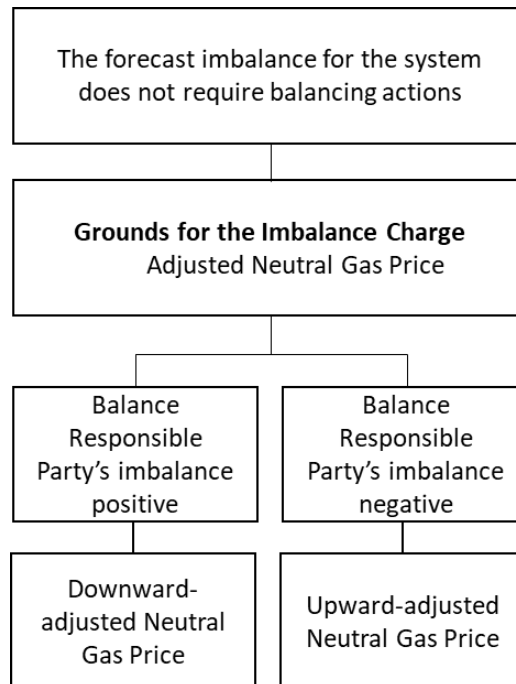 The forecast imbalance for the system
does not require balancing actions
Grounds for the Imbalance Charge
Adjusted Neutral Gas Price
Balance
Responsible
Party’s imbalance
positive
Balance
Responsible
Party’s imbalance
negative
Downward-
adjusted Neutral
Gas Price
Upward-adjusted
Neutral Gas Price